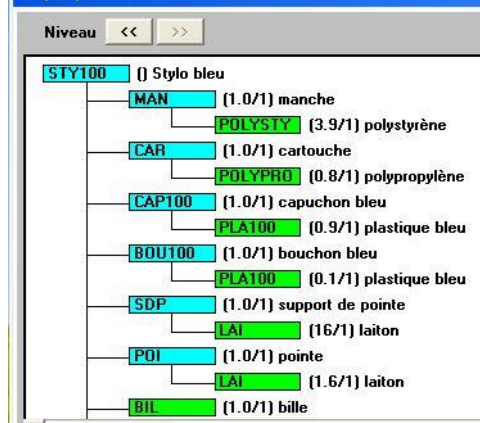 Niveau << >>
STY100 () Stylo bleu
MAN (1.0/1) manche
POLYSTY (3.9/1) polystyrène
CAR (1.0/1) cartouche
POLYPRO (0.8/1) polypropylène
CAP100 (1.0/1) capuchon bleu
PLA100 (0.9/1) plastique bleu
BOU100 (1.0/1) bouchon bleu
PLA100 (0.1/1) plastique bleu
SDP (1.0/1) support de pointe
LAI (16/1) laiton
POI (1.0/1) pointe
LAI (1.6/1) laiton
BIL (1.0/1) bille